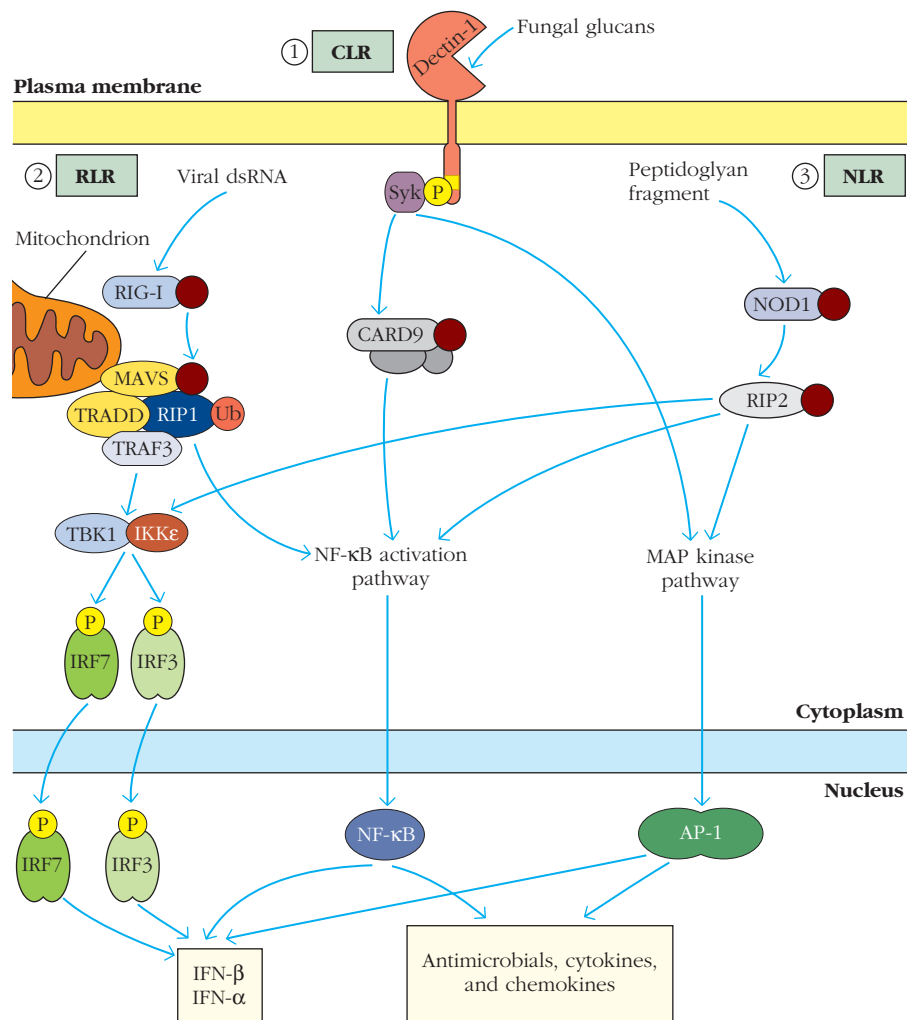 ① CLR
Dectin-1
Fungal glucans
Plasma membrane
② RLR
Viral dsRNA
Syk
P
Peptidoglyan
fragment
③ NLR
Mitochondrion
RIG-I
NOD1
CARD9
MAVS
TRADD
RIP1
Ub
RIP2
TRAF3
TBK1
IKKε
NF-κB activation
pathway
MAP kinase
pathway
P
P
IRF7
IRF3
Cytoplasm
Nucleus
P
P
IRF7
IRF3
NF-κB
AP-1
IFN-β
IFN-α
Antimicrobials, cytokines,
and chemokines